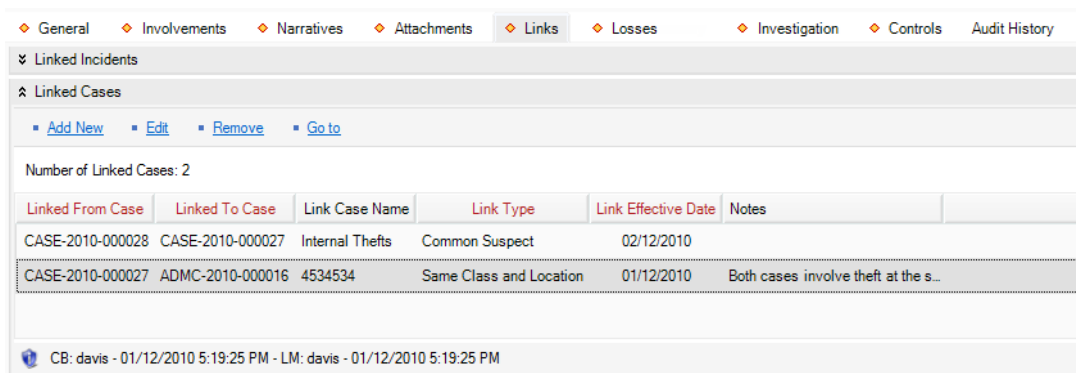 General Involvements Narratives Attachments Links Losses Investigation Controls Audit History
Linked Incidents
Linked Cases
Add New Edit Remove Go to
Number of Linked Cases: 2
Linked From Case Linked To Case Link Case Name Link Type Link Effective Date Notes
CASE-2010-000028 CASE-2010-000027 Internal Thefts Common Suspect 02/12/2010
CASE-2010-000027 ADMC-2010-000016 4534534 Same Class and Location 01/12/2010 Both cases involve theft at the s...
CB: davis - 01/12/2010 5:19:25 PM - LM: davis - 01/12/2010 5:19:25 PM